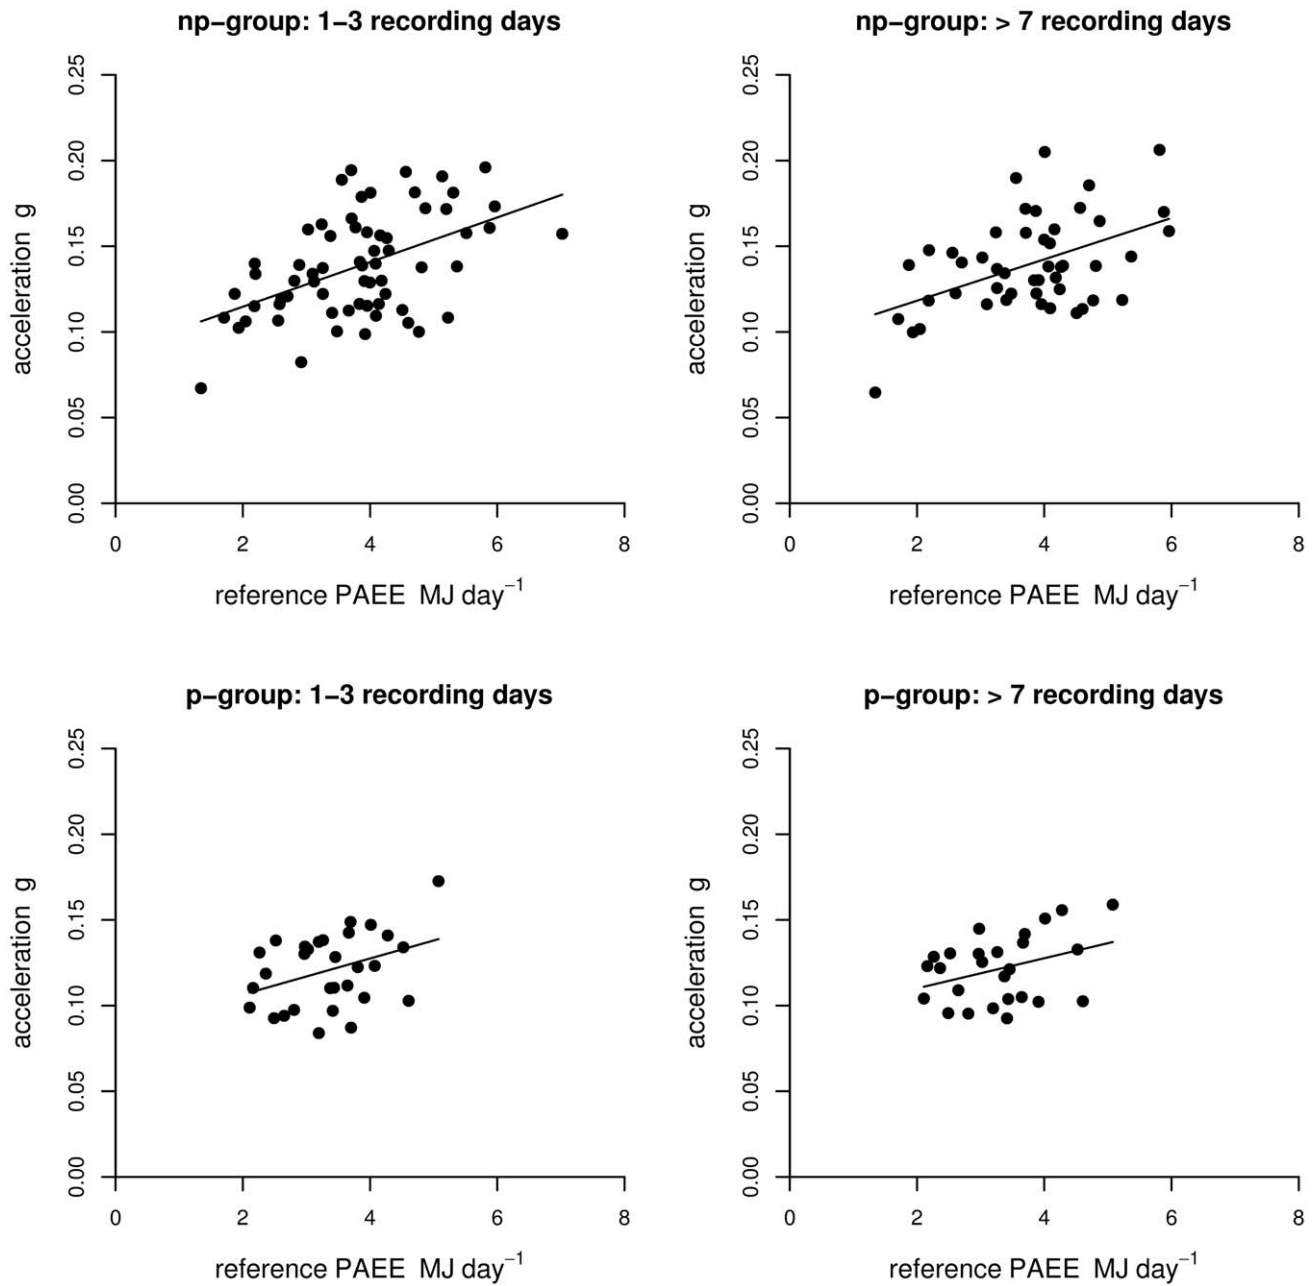 np−group: 1−3 recording days
0.25
0.20
0.15
0.10
0.05
0.00
acceleration g
0 2 4 6 8
reference PAEE MJ day⁻¹
np−group: > 7 recording days
0.25
0.20
0.15
0.10
0.05
0.00
acceleration g
0 2 4 6 8
reference PAEE MJ day⁻¹
p−group: 1−3 recording days
0.25
0.20
0.15
0.10
0.05
0.00
acceleration g
0 2 4 6 8
reference PAEE MJ day⁻¹
p−group: > 7 recording days
0.25
0.20
0.15
0.10
0.05
0.00
acceleration g
0 2 4 6 8
reference PAEE MJ day⁻¹